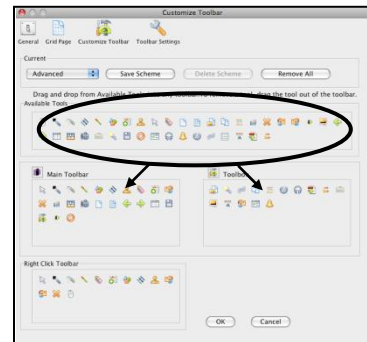 Customize Toolbar
General Grid Page Customize Toolbar Toolbar Settings
Current
Advanced Save Scheme Delete Scheme Remove All
Drag and drop from Available Tools drag the tool out of the toolbar.
Available Tools
Main Toolbar Toolbox
Right Click Toolbar
OK Cancel